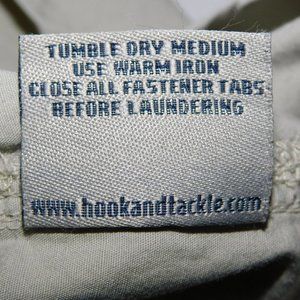 TUMBLE DRY MEDIUM
USE WARM IRON
CLOSE ALL FASTENER TABS
BEFORE LAUNDERING
www.hookandtackle.com